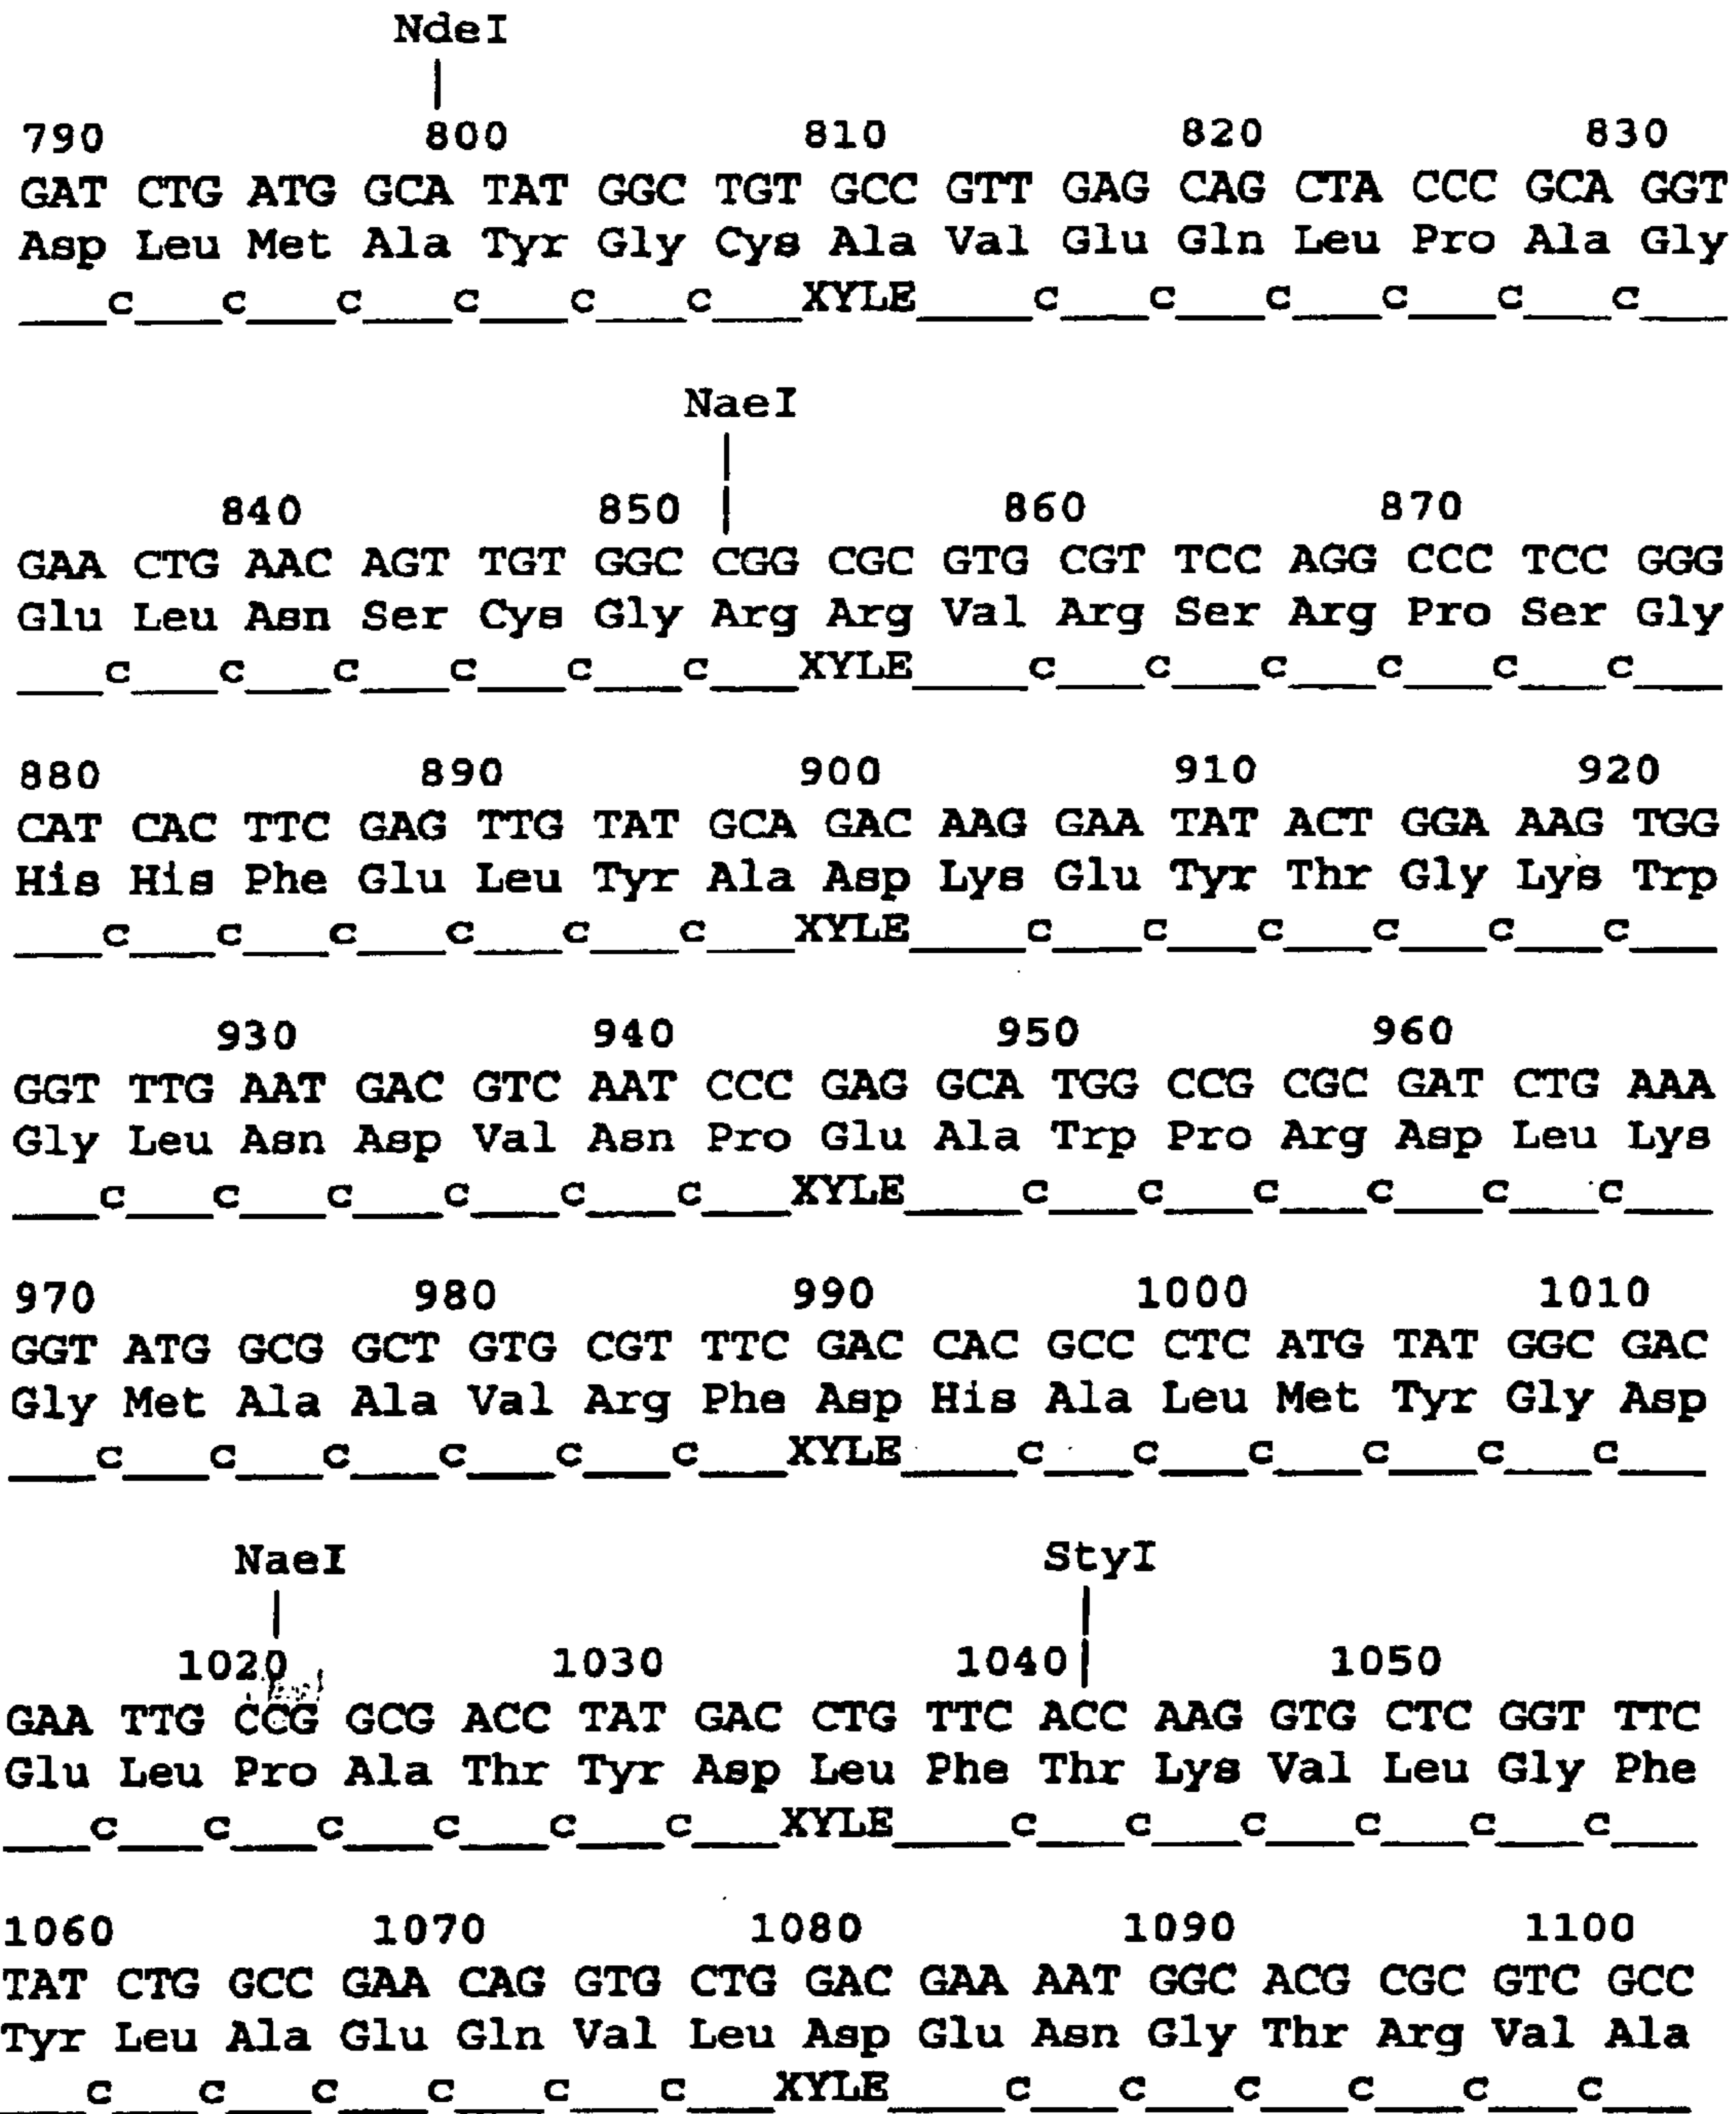 NdeI
790 800 810 820 830
GAT CTG ATG GCA TAT GGC TGT GCC GTT GAG CAG CTA CCC GCA GGT
Asp Leu Met Ala Tyr Gly Cys Ala Val Glu Gln Leu Pro Ala Gly
___c___c___c___c___c___c___XYLE____c___c___c___c___c___c___
NaeI
840 850 860 870
GAA CTG AAC AGT TGT GGC CGG CGC GTG CGT TCC AGG CCC TCC GGG
Glu Leu Asn Ser Cys Gly Arg Arg Val Arg Ser Arg Pro Ser Gly
___c___c___c___c___c___c___XYLE____c___c___c___c___c___c___
880 890 900 910 920
CAT CAC TTC GAG TTG TAT GCA GAC AAG GAA TAT ACT GGA AAG TGG
His His Phe Glu Leu Tyr Ala Asp Lys Glu Tyr Thr Gly Lys Trp
___c___c___c___c___c___c___XYLE____c___c___c___c___c___c___
930 940 950 960
GGT TTG AAT GAC GTC AAT CCC GAG GCA TGG CCG CGC GAT CTG AAA
Gly Leu Asn Asp Val Asn Pro Glu Ala Trp Pro Arg Asp Leu Lys
___c___c___c___c___c___c___XYLE____c___c___c___c___c___c___
970 980 990 1000 1010
GGT ATG GCG GCT GTG CGT TTC GAC CAC GCC CTC ATG TAT GGC GAC
Gly Met Ala Ala Val Arg Phe Asp His Ala Leu Met Tyr Gly Asp
___c___c___c___c___c___c___XYLE____c___c___c___c___c___c___
NaeI StyI
1020 1030 1040 1050
GAA TTG CCG GCG ACC TAT GAC CTG TTC ACC AAG GTG CTC GGT TTC
Glu Leu Pro Ala Thr Tyr Asp Leu Phe Thr Lys Val Leu Gly Phe
___c___c___c___c___c___c___XYLE____c___c___c___c___c___c___
1060 1070 1080 1090 1100
TAT CTG GCC GAA CAG GTG CTG GAC GAA AAT GGC ACG CGC GTC GCC
Tyr Leu Ala Glu Gln Val Leu Asp Glu Asn Gly Thr Arg Val Ala
___c___c___c___c___c___c___XYLE____c___c___c___c___c___c___